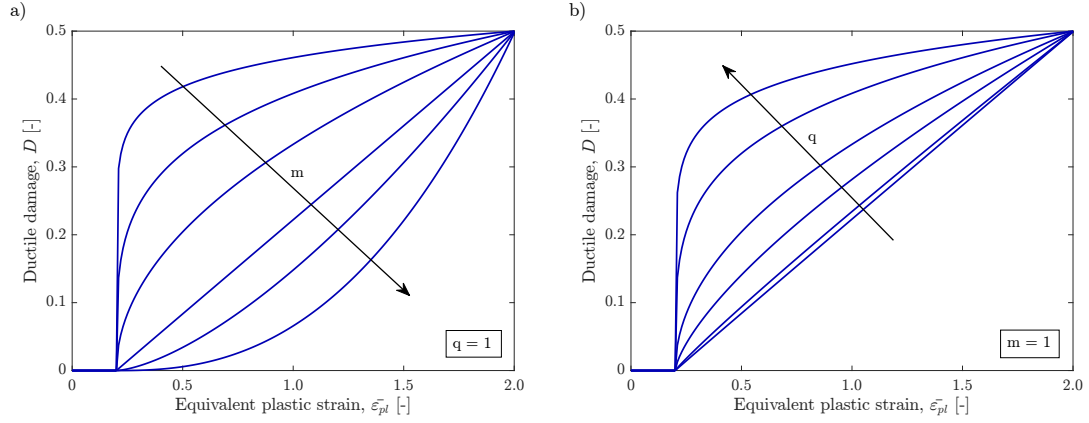 a)
Ductile damage, D [-]
0.5
0.4
0.3
0.2
0.1
0
m
q = 1
0
0.5
1.0
1.5
2.0
Equivalent plastic strain, ε̄_pl [-]
b)
Ductile damage, D [-]
0.5
0.4
0.3
0.2
0.1
0
q
m = 1
0
0.5
1.0
1.5
2.0
Equivalent plastic strain, ε̄_pl [-]